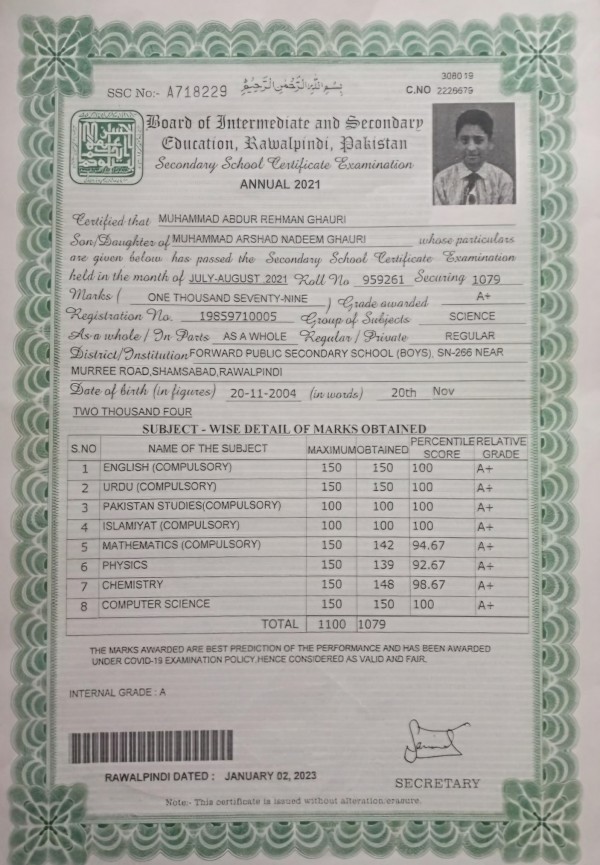 308019
SSC No:- A718229 بِسْمِ اللّٰهِ الرَّحْمٰنِ الرَّحِيْمِ C.NO 2226679
Board of Intermediate and Secondary
Education, Rawalpindi, Pakistan
Secondary School Certificate Examination
ANNUAL 2021
Certified that MUHAMMAD ABDUR REHMAN GHAURI
Son/Daughter of MUHAMMAD ARSHAD NADEEM GHAURI whose particulars
are given below has passed the Secondary School Certificate Examination
held in the month of JULY-AUGUST 2021 Roll No 959261 Securing 1079
Marks ( ONE THOUSAND SEVENTY-NINE ) Grade awarded A+
Registration No. 19859710005 Group of Subjects SCIENCE
As a whole / In Parts AS A WHOLE Regular / Private REGULAR
District/Institution FORWARD PUBLIC SECONDARY SCHOOL (BOYS), SN-266 NEAR
MURREE ROAD,SHAMSABAD,RAWALPINDI
Date of birth (in figures) 20-11-2004 (in words) 20th Nov
TWO THOUSAND FOUR
SUBJECT - WISE DETAIL OF MARKS OBTAINED
S.NO NAME OF THE SUBJECT MAXIMUM OBTAINED PERCENTILE SCORE RELATIVE GRADE
1 ENGLISH (COMPULSORY) 150 150 100 A+
2 URDU (COMPULSORY) 150 150 100 A+
3 PAKISTAN STUDIES(COMPULSORY) 100 100 100 A+
4 ISLAMIYAT (COMPULSORY) 100 100 100 A+
5 MATHEMATICS (COMPULSORY) 150 142 94.67 A+
6 PHYSICS 150 139 92.67 A+
7 CHEMISTRY 150 148 98.67 A+
8 COMPUTER SCIENCE 150 150 100 A+
TOTAL 1100 1079
THE MARKS AWARDED ARE BEST PREDICTION OF THE PERFORMANCE AND HAS BEEN AWARDED
UNDER COVID-19 EXAMINATION POLICY.HENCE CONSIDERED AS VALID AND FAIR.
INTERNAL GRADE : A
RAWALPINDI DATED : JANUARY 02, 2023
SECRETARY
Note:- This certificate is issued without alteration/erasure.